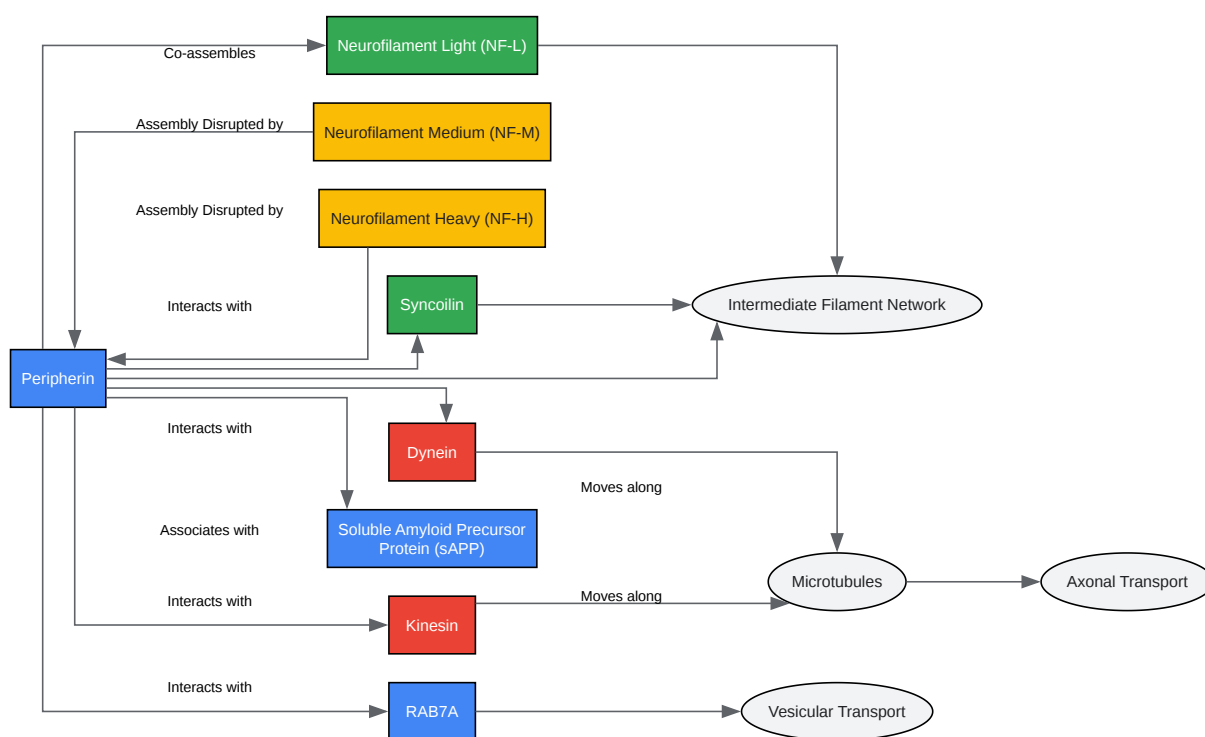 Neurofilament Light (NF-L)
Co-assembles
Assembly Disrupted by
Neurofilament Medium (NF-M)
Assembly Disrupted by
Neurofilament Heavy (NF-H)
Interacts with
Syncoilin
Intermediate Filament Network
Peripherin
Interacts with
Dynein
Moves along
Associates with
Soluble Amyloid Precursor
Protein (sAPP)
Microtubules
Axonal Transport
Interacts with
Kinesin
Moves along
Interacts with
RAB7A
Vesicular Transport